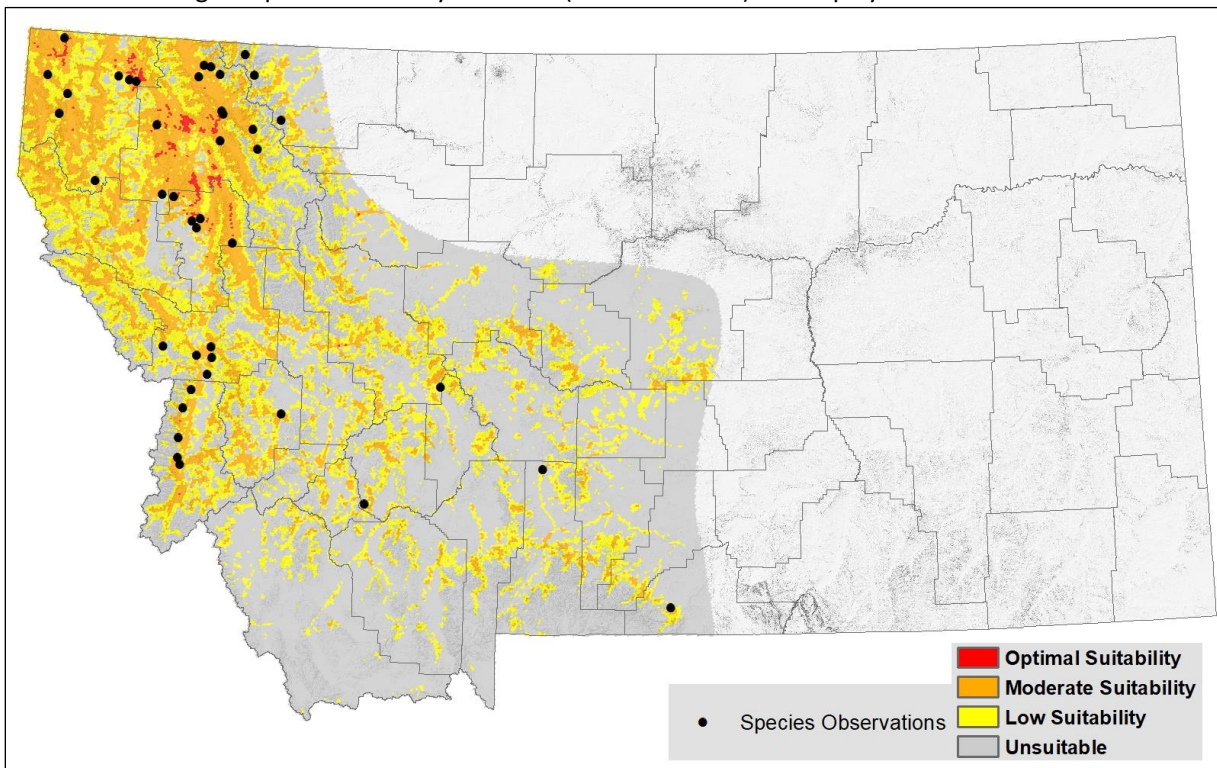 Species Observations
Optimal Suitability
Moderate Suitability
Low Suitability
Unsuitable